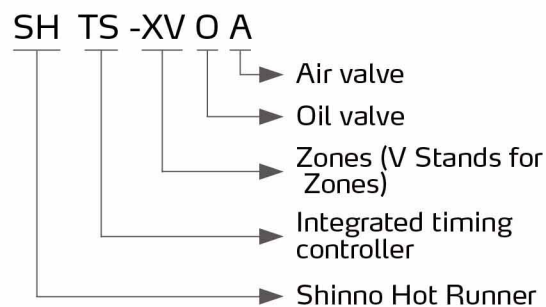 SH TS -XV O A
Air valve
Oil valve
Zones (V Stands for
Zones)
Integrated timing
controller
Shinno Hot Runner